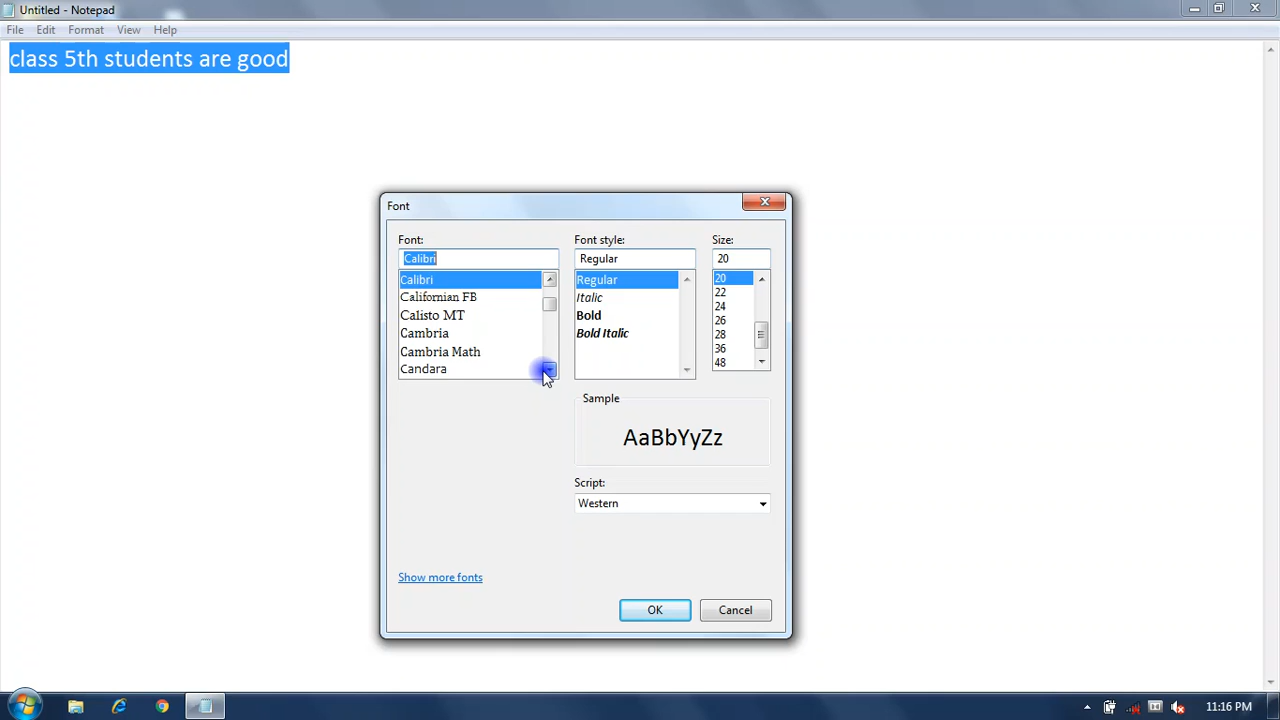 Untitled - Notepad
File Edit Format View Help
class 5th students are good
Font
Font: Font style: Size:
Calibri Regular 20
Calibri Regular 20
Californian FB Italic 22
Calisto MT Bold 24
Cambria Bold Italic 26
Cambria Math 28
Candara 36
48
Sample
AaBbYyZz
Script:
Western
Show more fonts
OK Cancel
11:16 PM